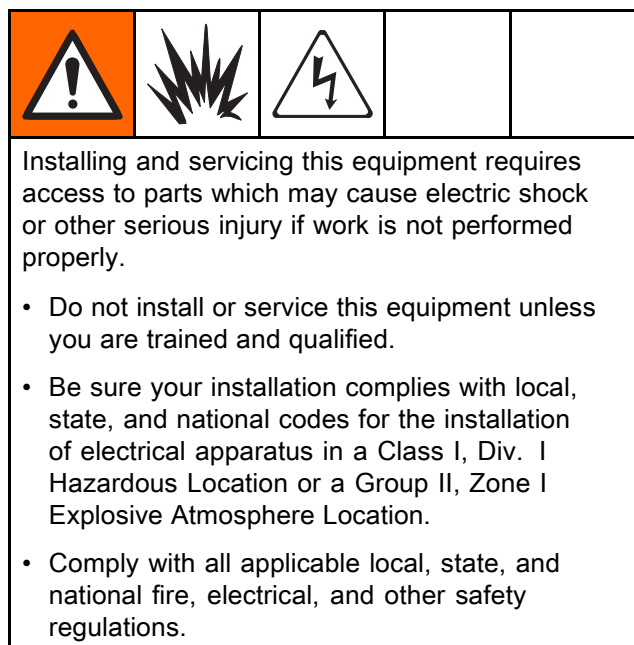 Installing and servicing this equipment requires
access to parts which may cause electric shock
or other serious injury if work is not performed
properly.
• Do not install or service this equipment unless
you are trained and qualified.
• Be sure your installation complies with local,
state, and national codes for the installation
of electrical apparatus in a Class I, Div. I
Hazardous Location or a Group II, Zone I
Explosive Atmosphere Location.
• Comply with all applicable local, state, and
national fire, electrical, and other safety
regulations.